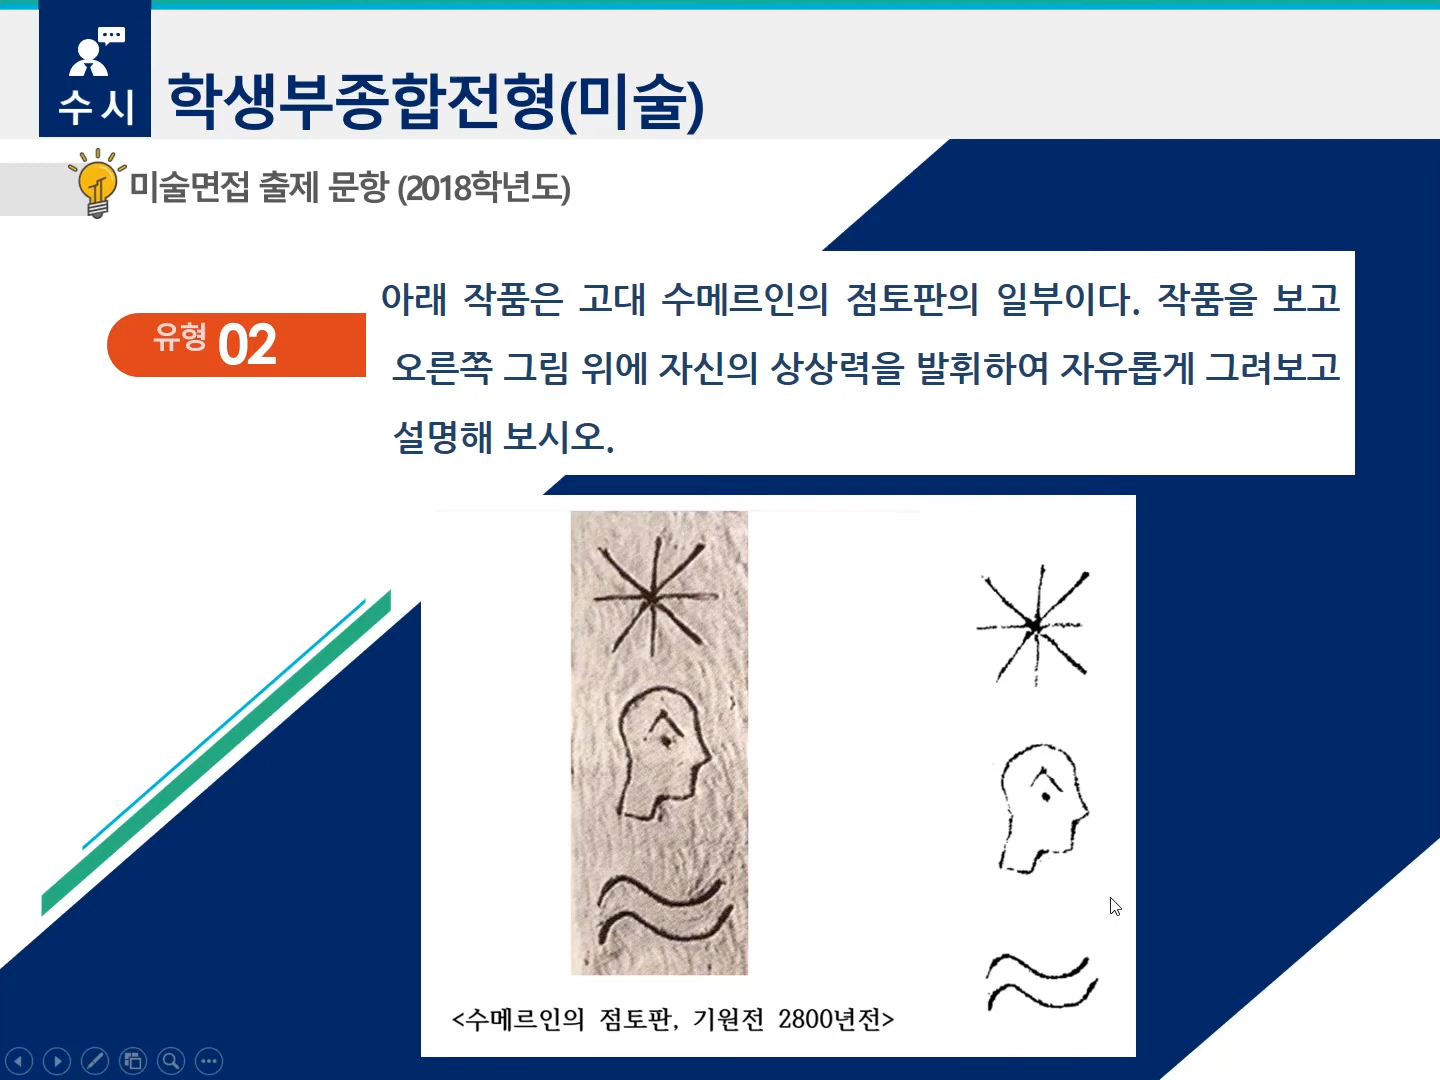 수시
학생부종합전형(미술)
미술면접 출제 문항 (2018학년도)
유형 02
아래 작품은 고대 수메르인의 점토판의 일부이다. 작품을 보고
오른쪽 그림 위에 자신의 상상력을 발휘하여 자유롭게 그려보고
설명해 보시오.
<수메르인의 점토판, 기원전 2800년전>